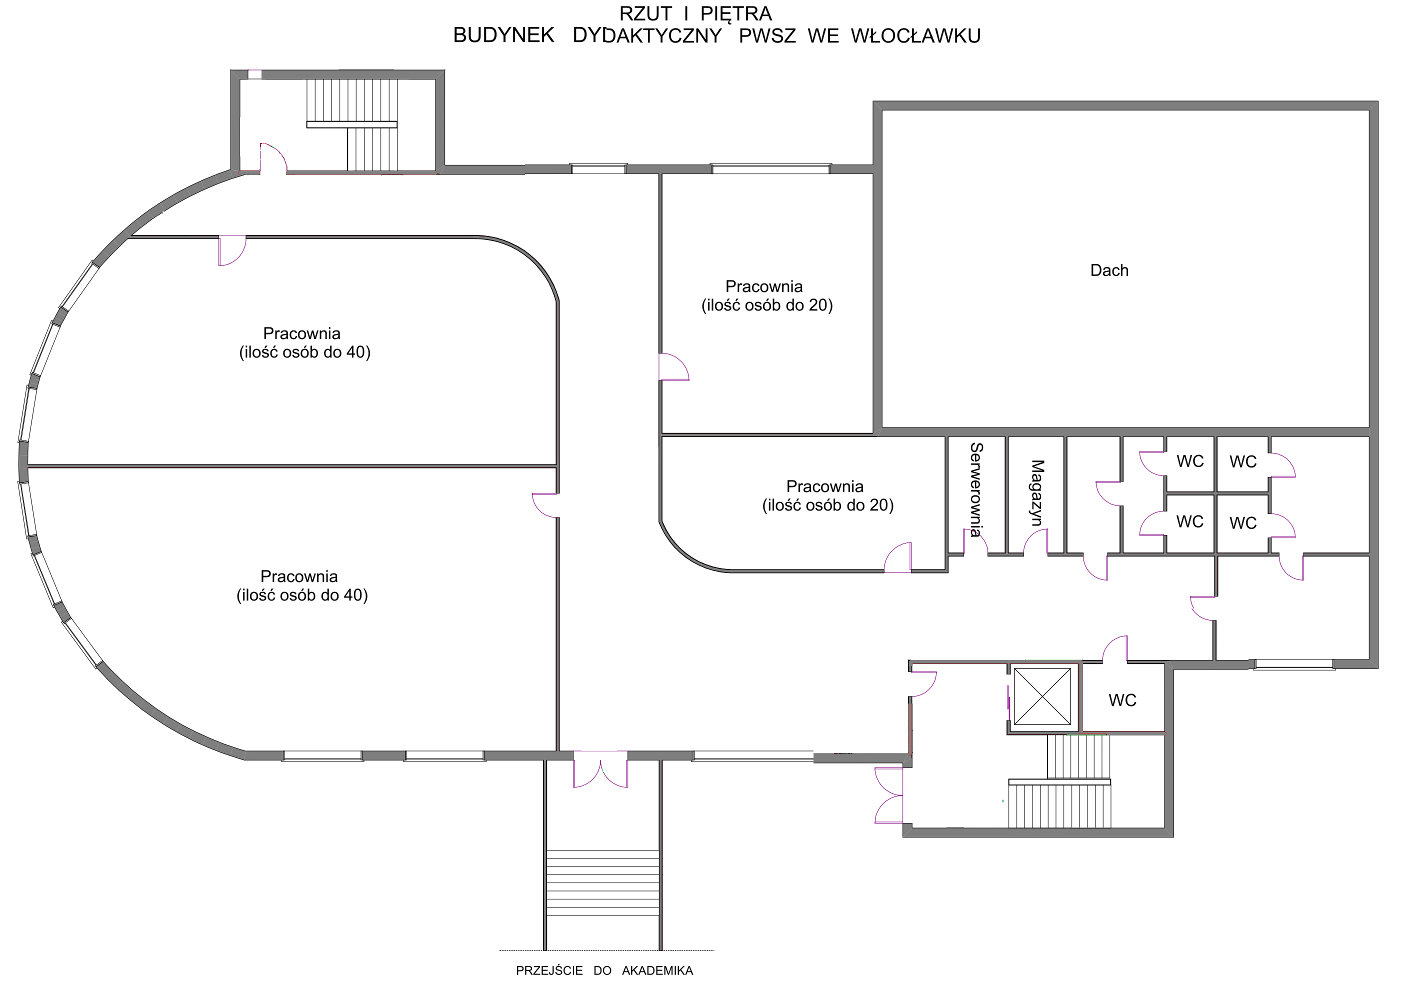 RZUT I PIĘTRA
BUDYNEK DYDAKTYCZNY PWSZ WE WŁOCŁAWKU
Dach
Pracownia
(ilość osób do 20)
Pracownia
(ilość osób do 40)
Serwerownia
Magazyn
WC
WC
Pracownia
(ilość osób do 20)
WC
WC
Pracownia
(ilość osób do 40)
WC
PRZEJŚCIE DO AKADEMIKA